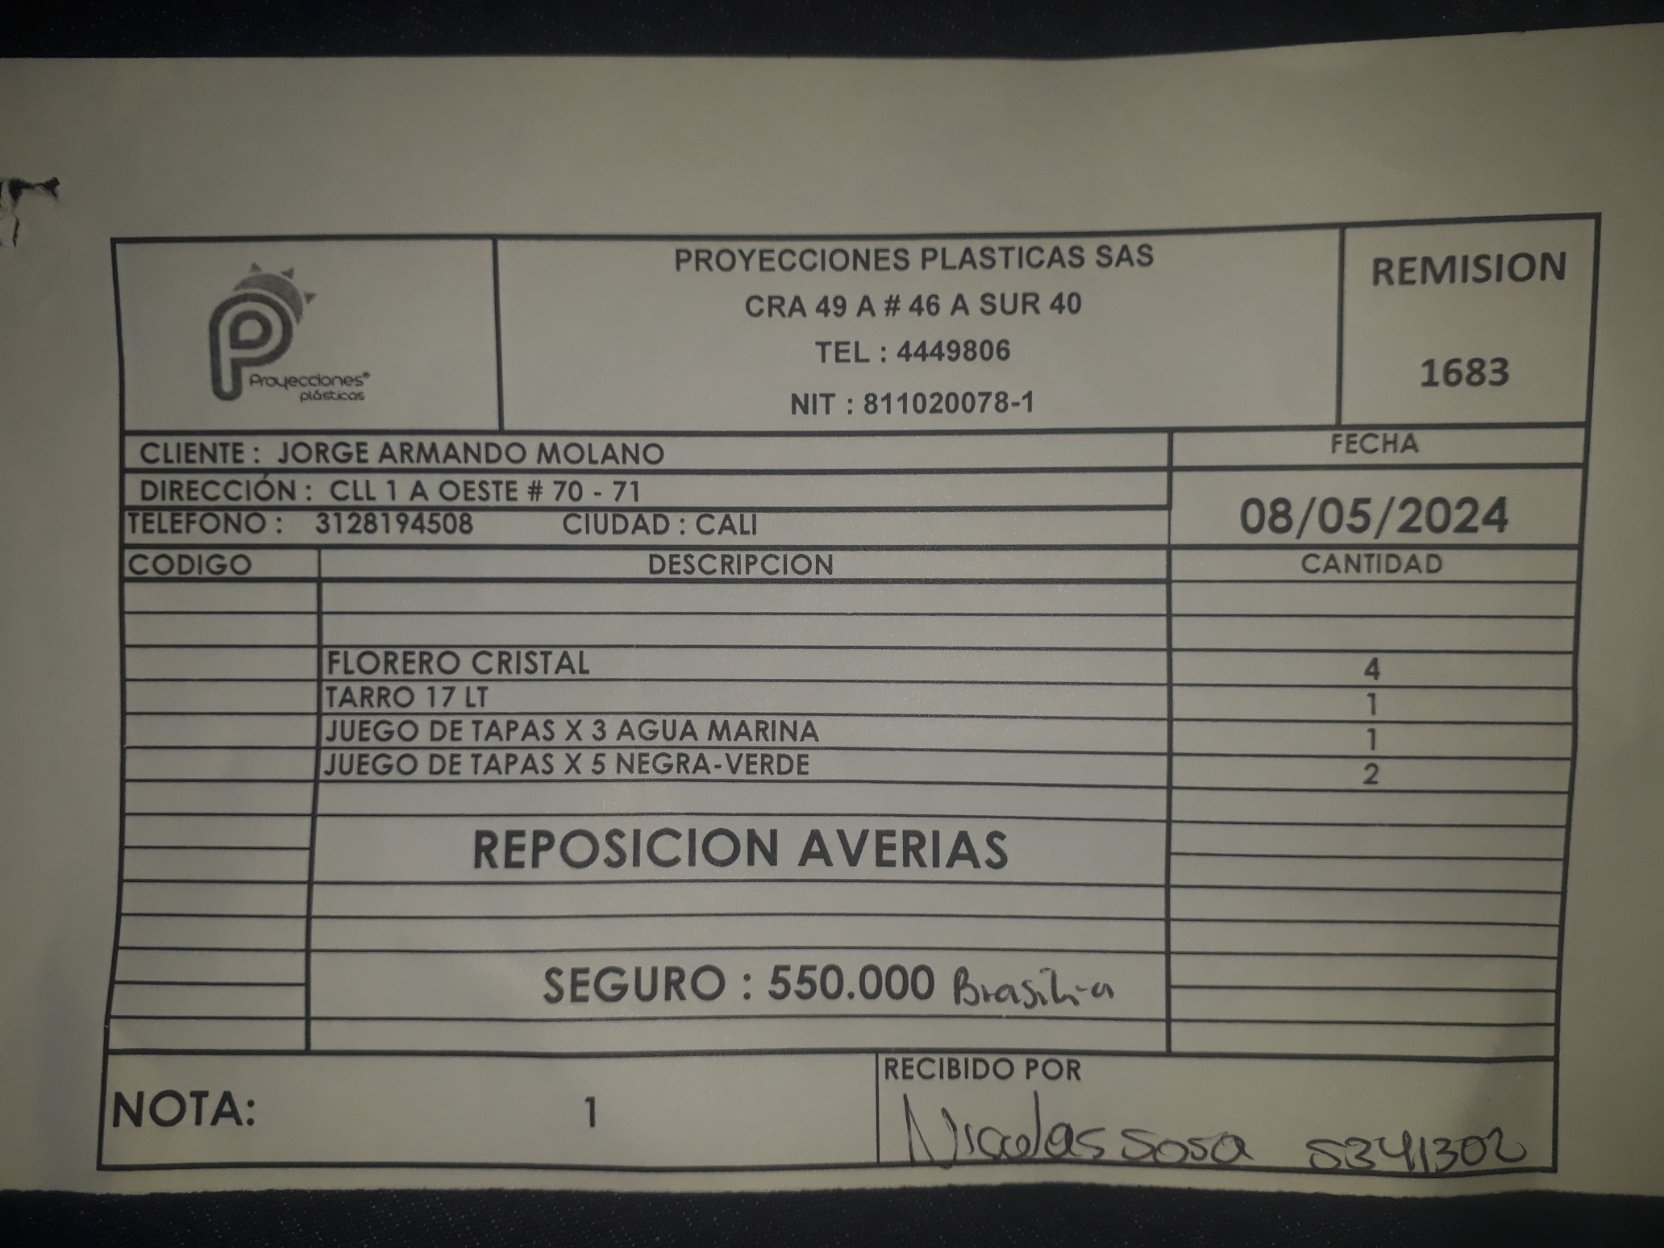 PROYECCIONES PLASTICAS SAS
CRA 49 A # 46 A SUR 40
TEL : 4449806
NIT : 811020078-1
REMISION
1683
Proyecciones®
plásticas
CLIENTE : JORGE ARMANDO MOLANO
FECHA
DIRECCIÓN : CLL 1 A OESTE # 70 - 71
08/05/2024
TELEFONO : 3128194508 CIUDAD : CALI
CODIGO DESCRIPCION CANTIDAD
FLORERO CRISTAL 4
TARRO 17 LT 1
JUEGO DE TAPAS X 3 AGUA MARINA 1
JUEGO DE TAPAS X 5 NEGRA-VERDE 2
REPOSICION AVERIAS
SEGURO : 550.000 Brasilia
NOTA: 1
RECIBIDO POR
Nicolas Sosa 5341302